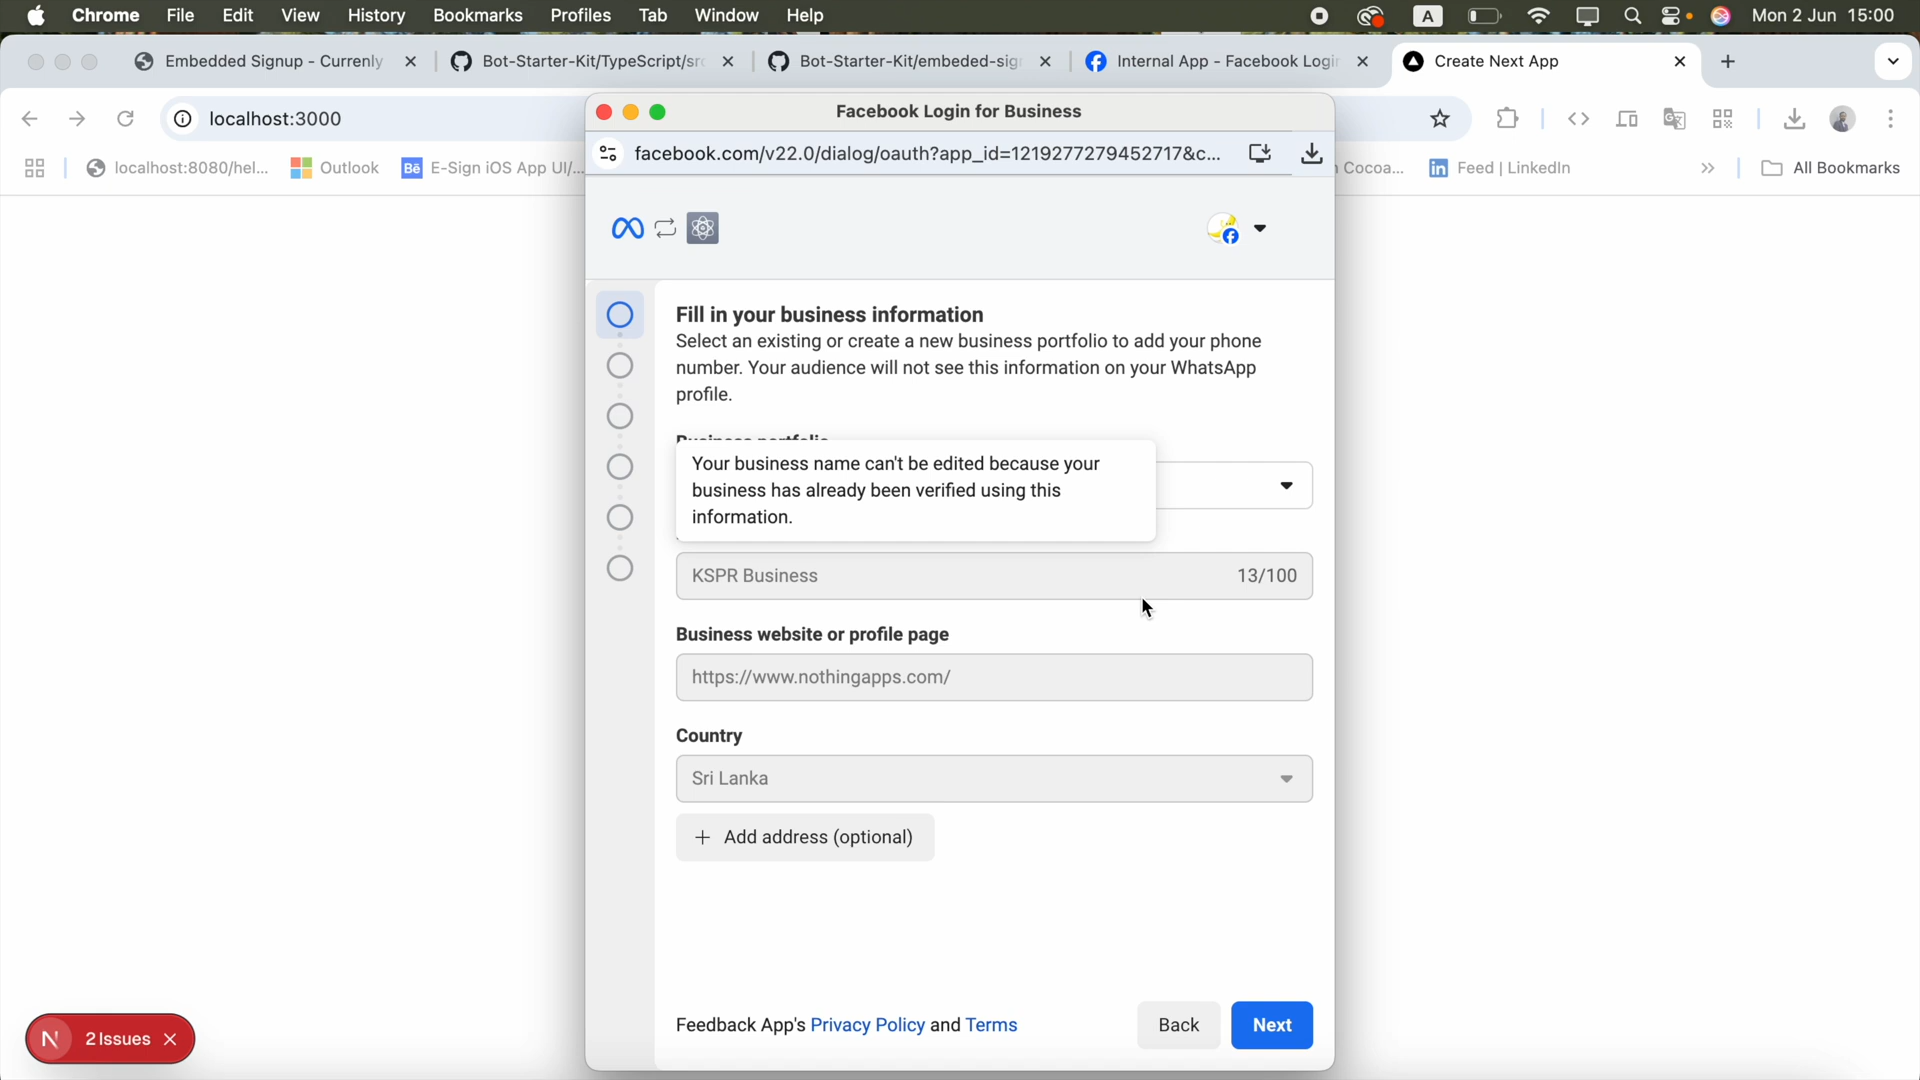 Chrome File Edit View History Bookmarks Profiles Tab Window Help A Mon 2 Jun 15:00
Embedded Signup - Currenly Bot-Starter-Kit/TypeScript/src Bot-Starter-Kit/embeded-sig Internal App - Facebook Login Create Next App
localhost:3000
localhost:8080/hel... Outlook Bē E-Sign iOS App UI/... Cocoa... in Feed | LinkedIn » All Bookmarks
Facebook Login for Business
facebook.com/v22.0/dialog/oauth?app_id=1219277279452717&c...
Fill in your business information
Select an existing or create a new business portfolio to add your phone
number. Your audience will not see this information on your WhatsApp
profile.
Business portfolio
Your business name can't be edited because your
business has already been verified using this
information.
KSPR Business 13/100
Business website or profile page
https://www.nothingapps.com/
Country
Sri Lanka
+ Add address (optional)
Feedback App's Privacy Policy and Terms Back Next
N 2 Issues